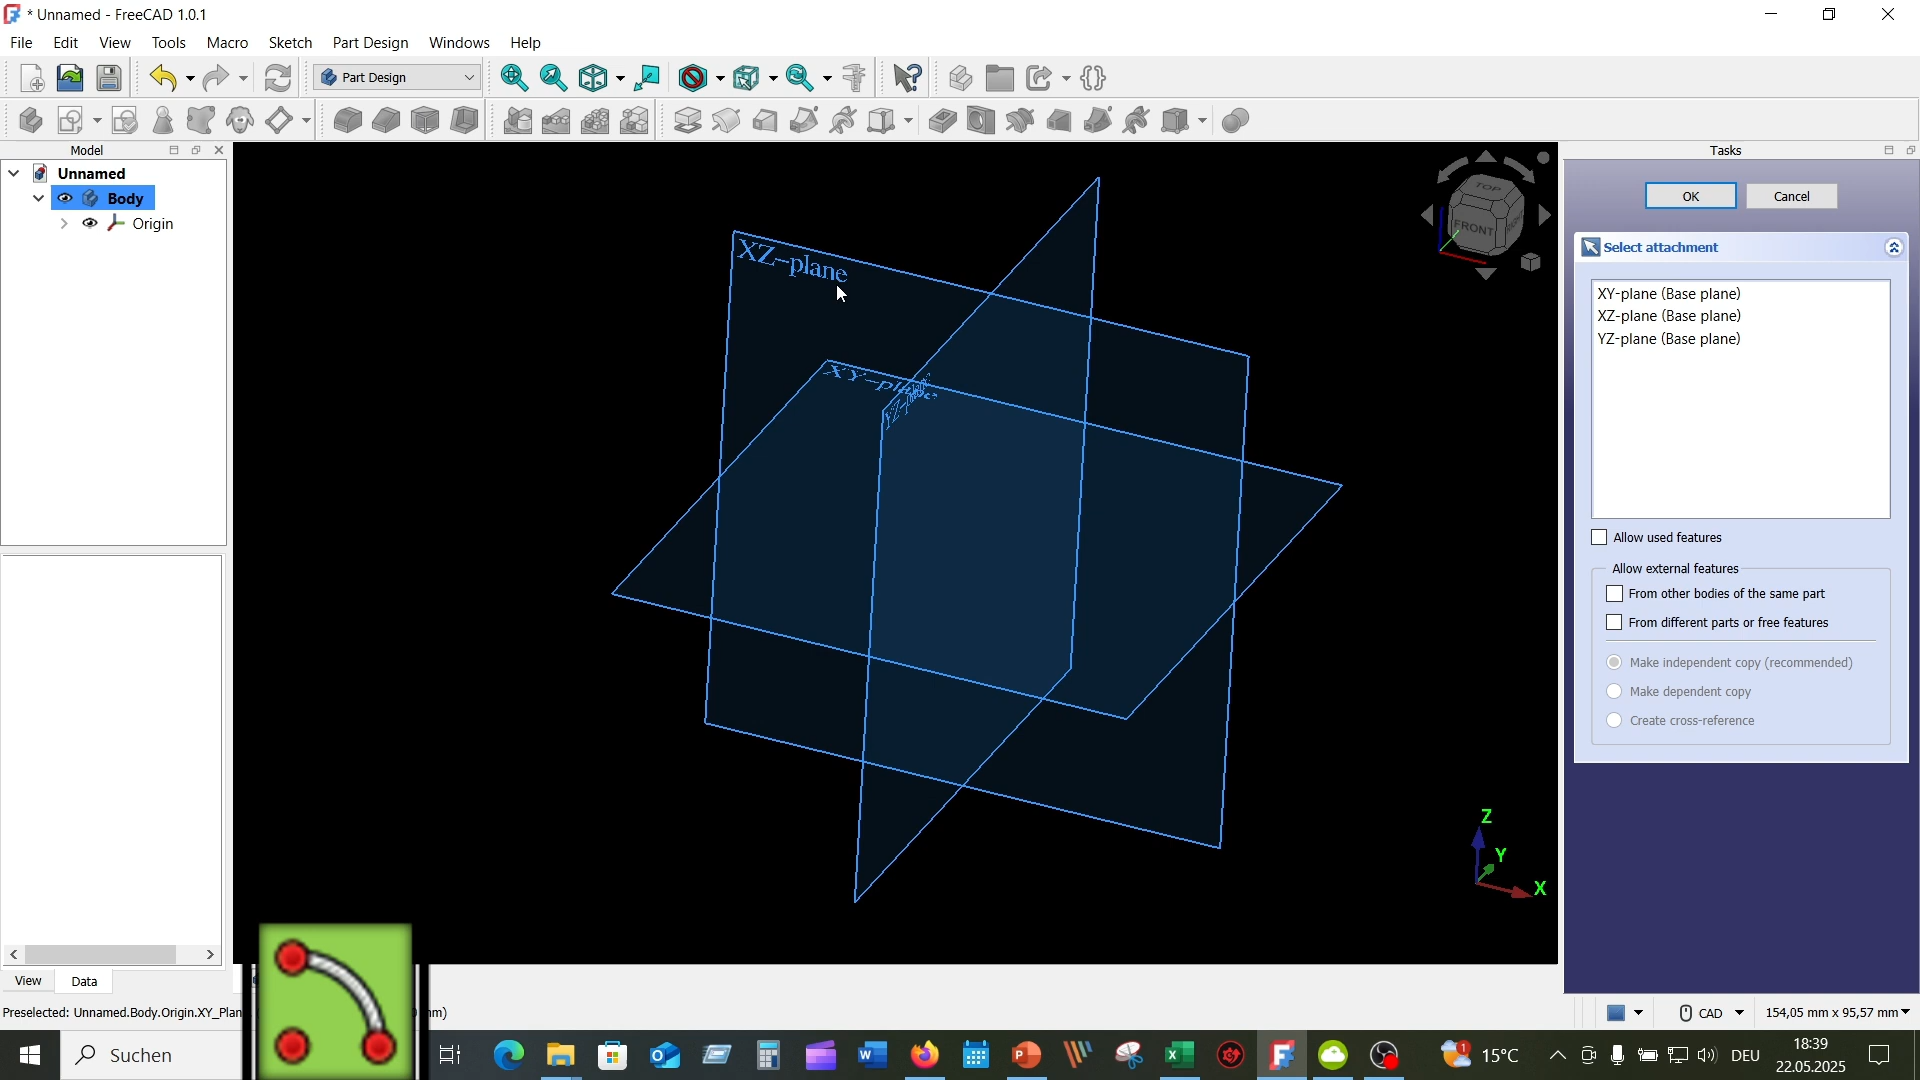 * Unnamed - FreeCAD 1.0.1
File Edit View Tools Macro Sketch Part Design Windows Help
Part Design
Model
Tasks
Unnamed
Body
Origin
XZ-plane
TOP
FRONT
OK Cancel
Select attachment
XY-plane (Base plane)
XZ-plane (Base plane)
YZ-plane (Base plane)
Allow used features
Allow external features
From other bodies of the same part
From different parts or free features
Make independent copy (recommended)
Make dependent copy
Create cross-reference
Z
Y
X
View Data
Preselected: Unnamed.Body.Origin.XY_Plan
mm)
CAD
154,05 mm x 95,57 mm
Suchen
1
15°C
DEU
18:39
22.05.2025